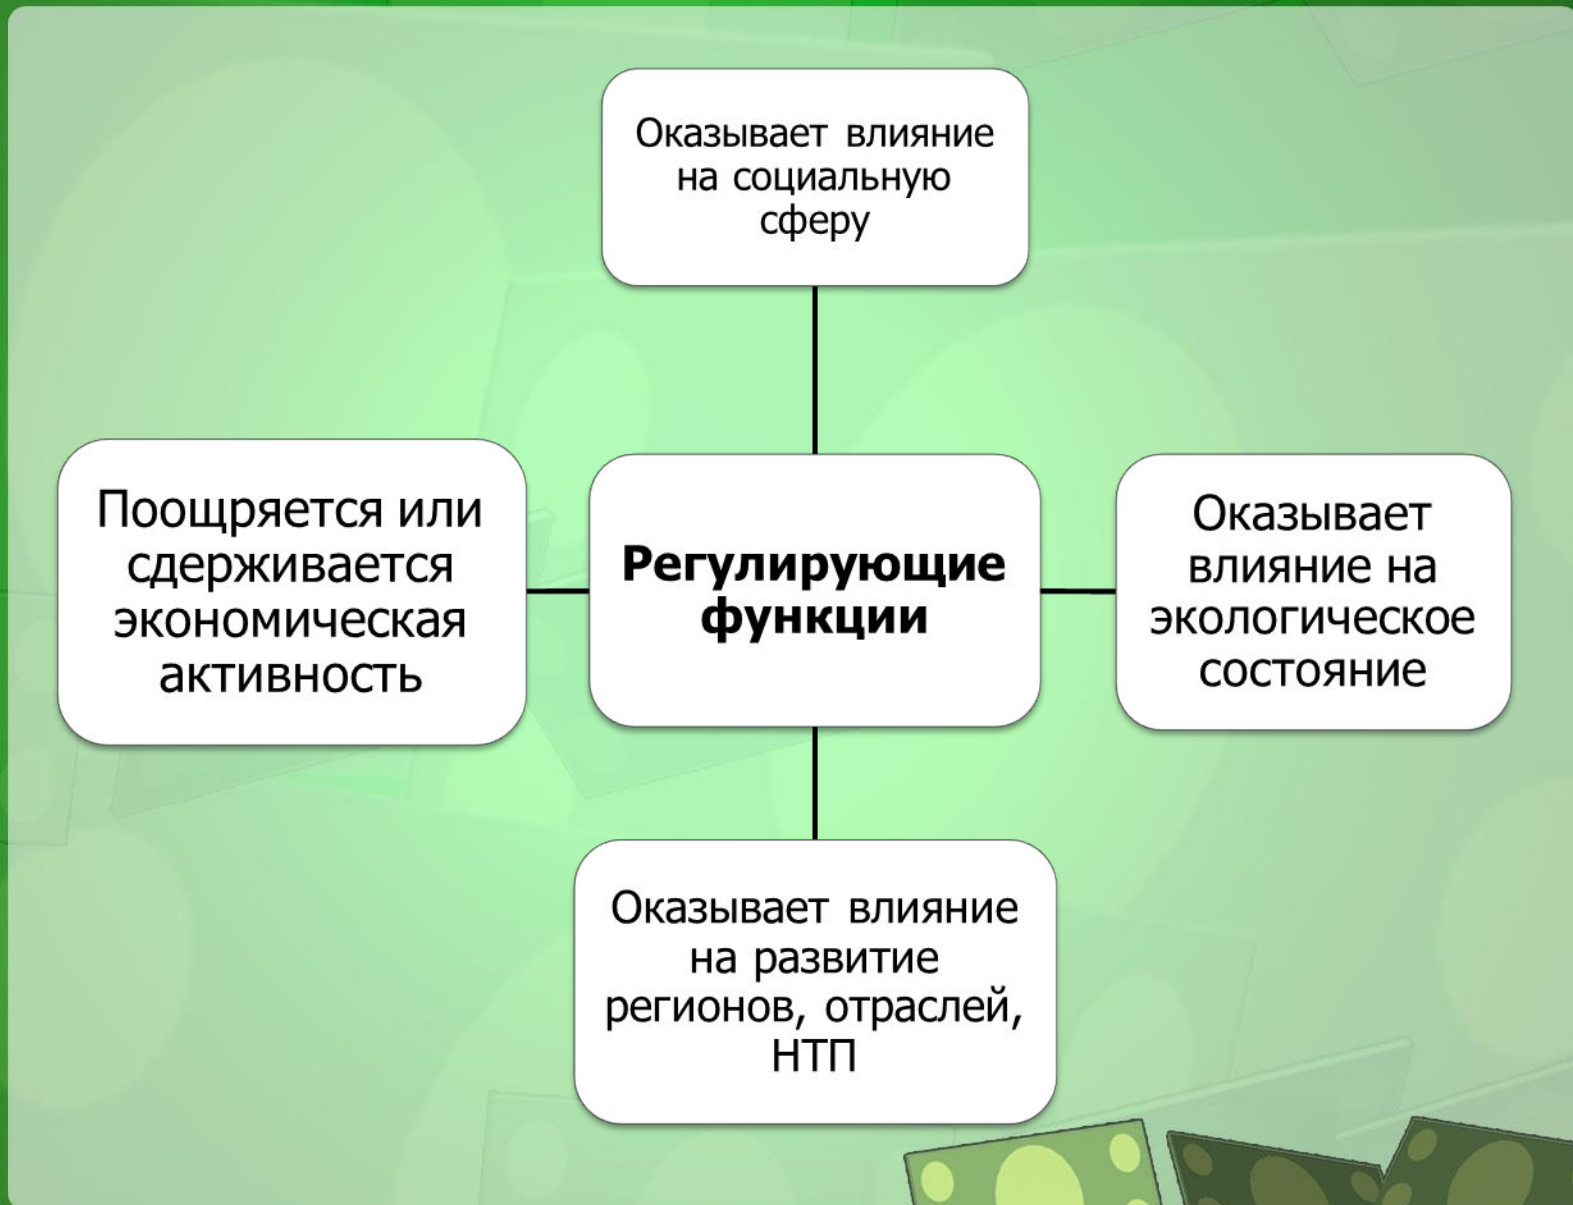 Оказывает влияние
на социальную
сферу
Поощряется или
сдерживается
экономическая
активность
Регулирующие
функции
Оказывает
влияние на
экологическое
состояние
Оказывает влияние
на развитие
регионов, отраслей,
НТП